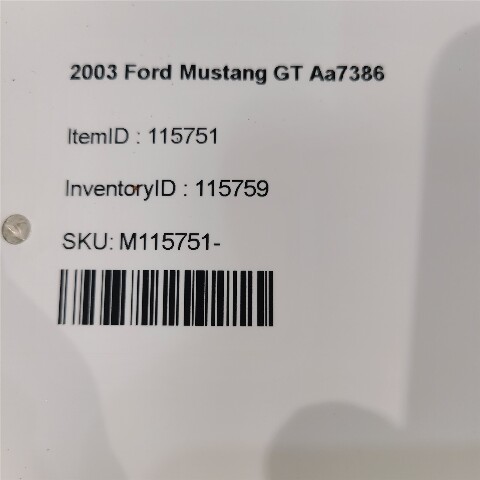 2003 Ford Mustang GT Aa7386
ItemID : 115751
InventoryID : 115759
SKU: M115751-